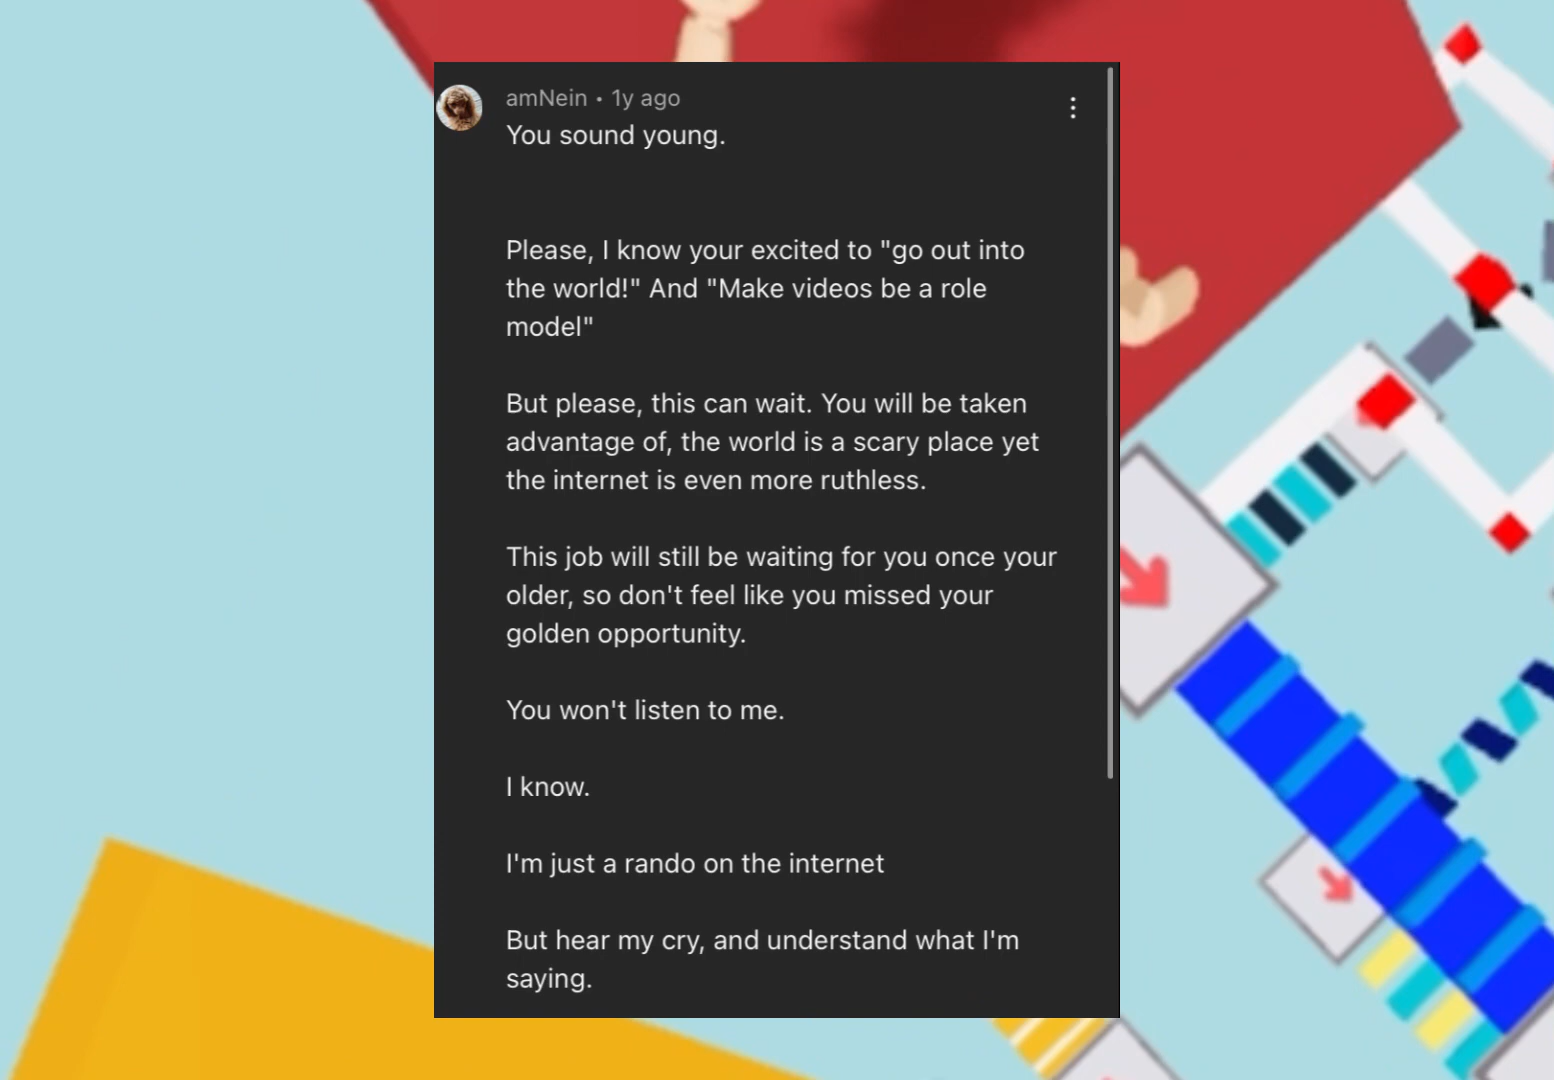 amNein • 1y ago
You sound young.
Please, I know your excited to "go out into
the world!" And "Make videos be a role
model"
But please, this can wait. You will be taken
advantage of, the world is a scary place yet
the internet is even more ruthless.
This job will still be waiting for you once your
older, so don't feel like you missed your
golden opportunity.
You won't listen to me.
I know.
I'm just a rando on the internet
But hear my cry, and understand what I'm
saying.